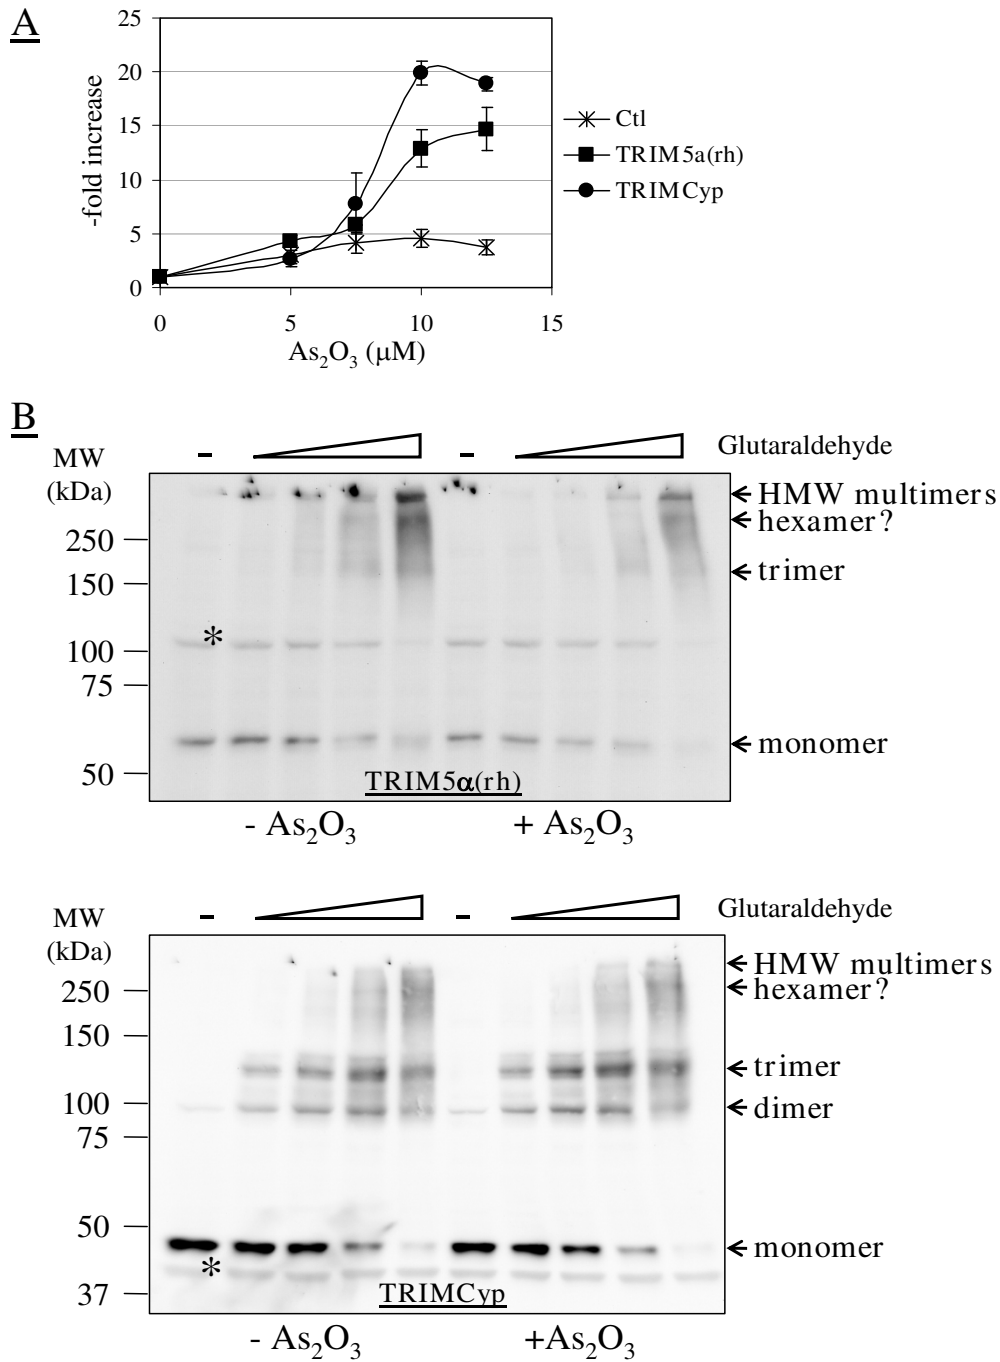 A
25
20
15
10
5
0
-fold increase
0 5 10 15
As₂O₃ (μM)
Ctl
TRIM5a(rh)
TRIMCyp
B
MW
(kDa)
- -
Glutaraldehyde
HMW multimers
hexamer?
250
trimer
150
*
100
75
monomer
50
TRIM5α(rh)
- As₂O₃ + As₂O₃
MW
(kDa)
- -
Glutaraldehyde
HMW multimers
hexamer?
250
150
trimer
100
dimer
75
50
monomer
*
37
TRIMCyp
- As₂O₃ +As₂O₃